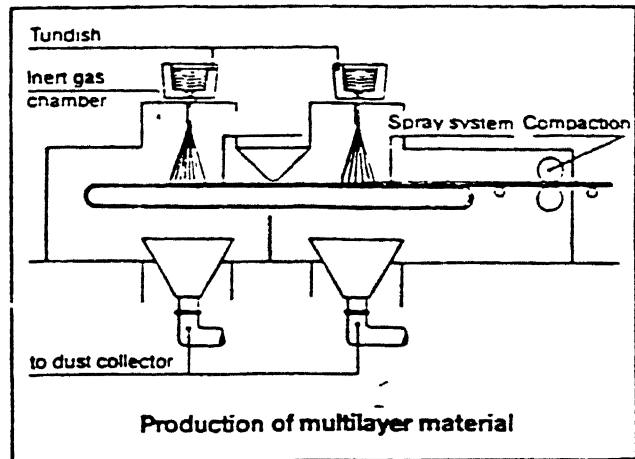 Tundish
Inert gas
chamber
Spray system Compaction
to dust collector
Production of multilayer material